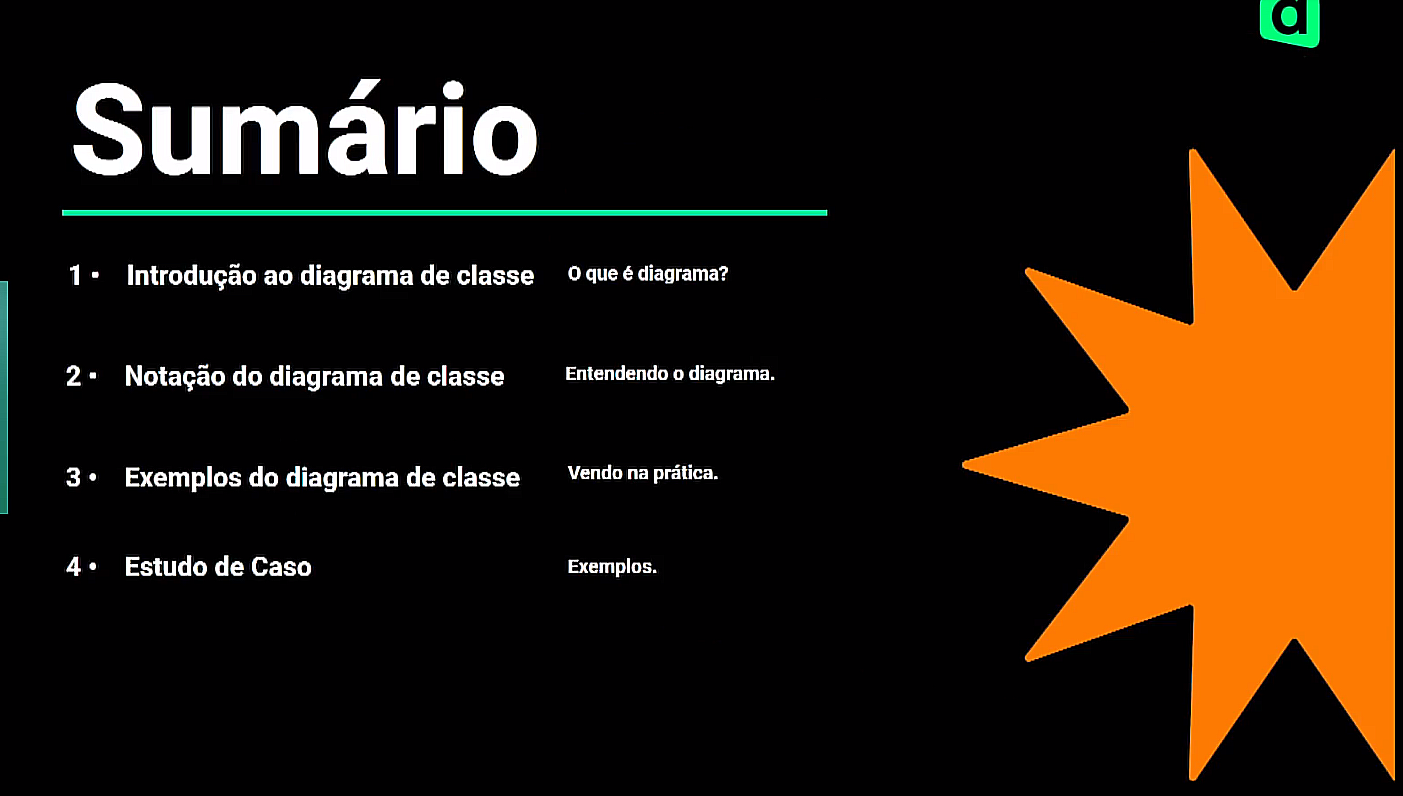 d
Sumário
1 • Introdução ao diagrama de classe O que é diagrama?
2 • Notação do diagrama de classe Entendendo o diagrama.
3 • Exemplos do diagrama de classe Vendo na prática.
4 • Estudo de Caso Exemplos.